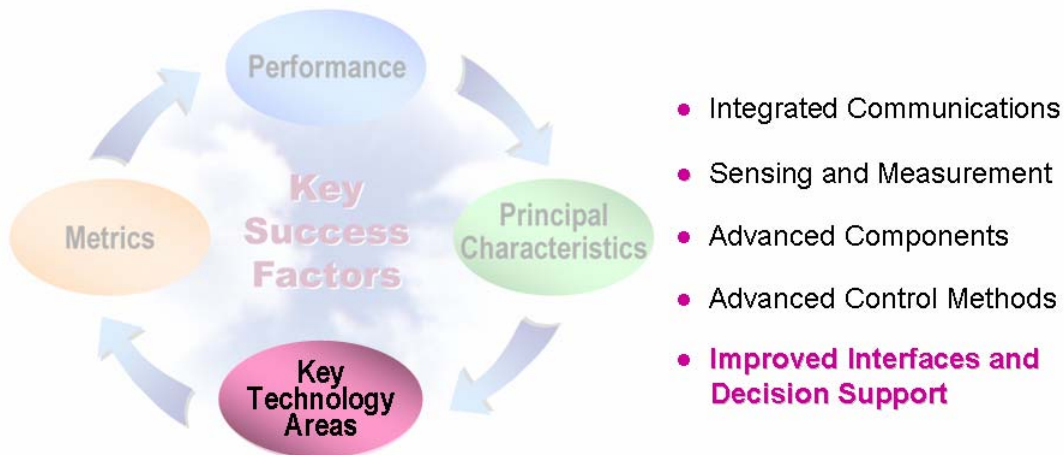 Performance
Key
Success
Factors
Metrics
Principal
Characteristics
Key
Technology
Areas
● Integrated Communications
● Sensing and Measurement
● Advanced Components
● Advanced Control Methods
● Improved Interfaces and
Decision Support